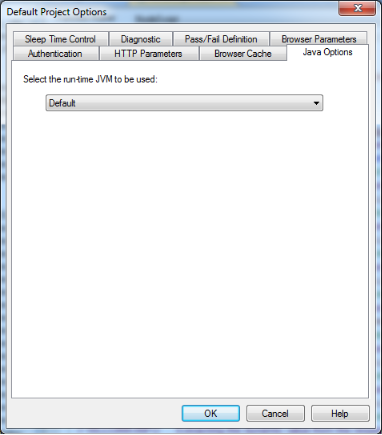 Default Project Options
Sleep Time Control Diagnostic Pass/Fail Definition Browser Parameters
Authentication HTTP Parameters Browser Cache Java Options
Select the run-time JVM to be used:
Default
OK Cancel Help